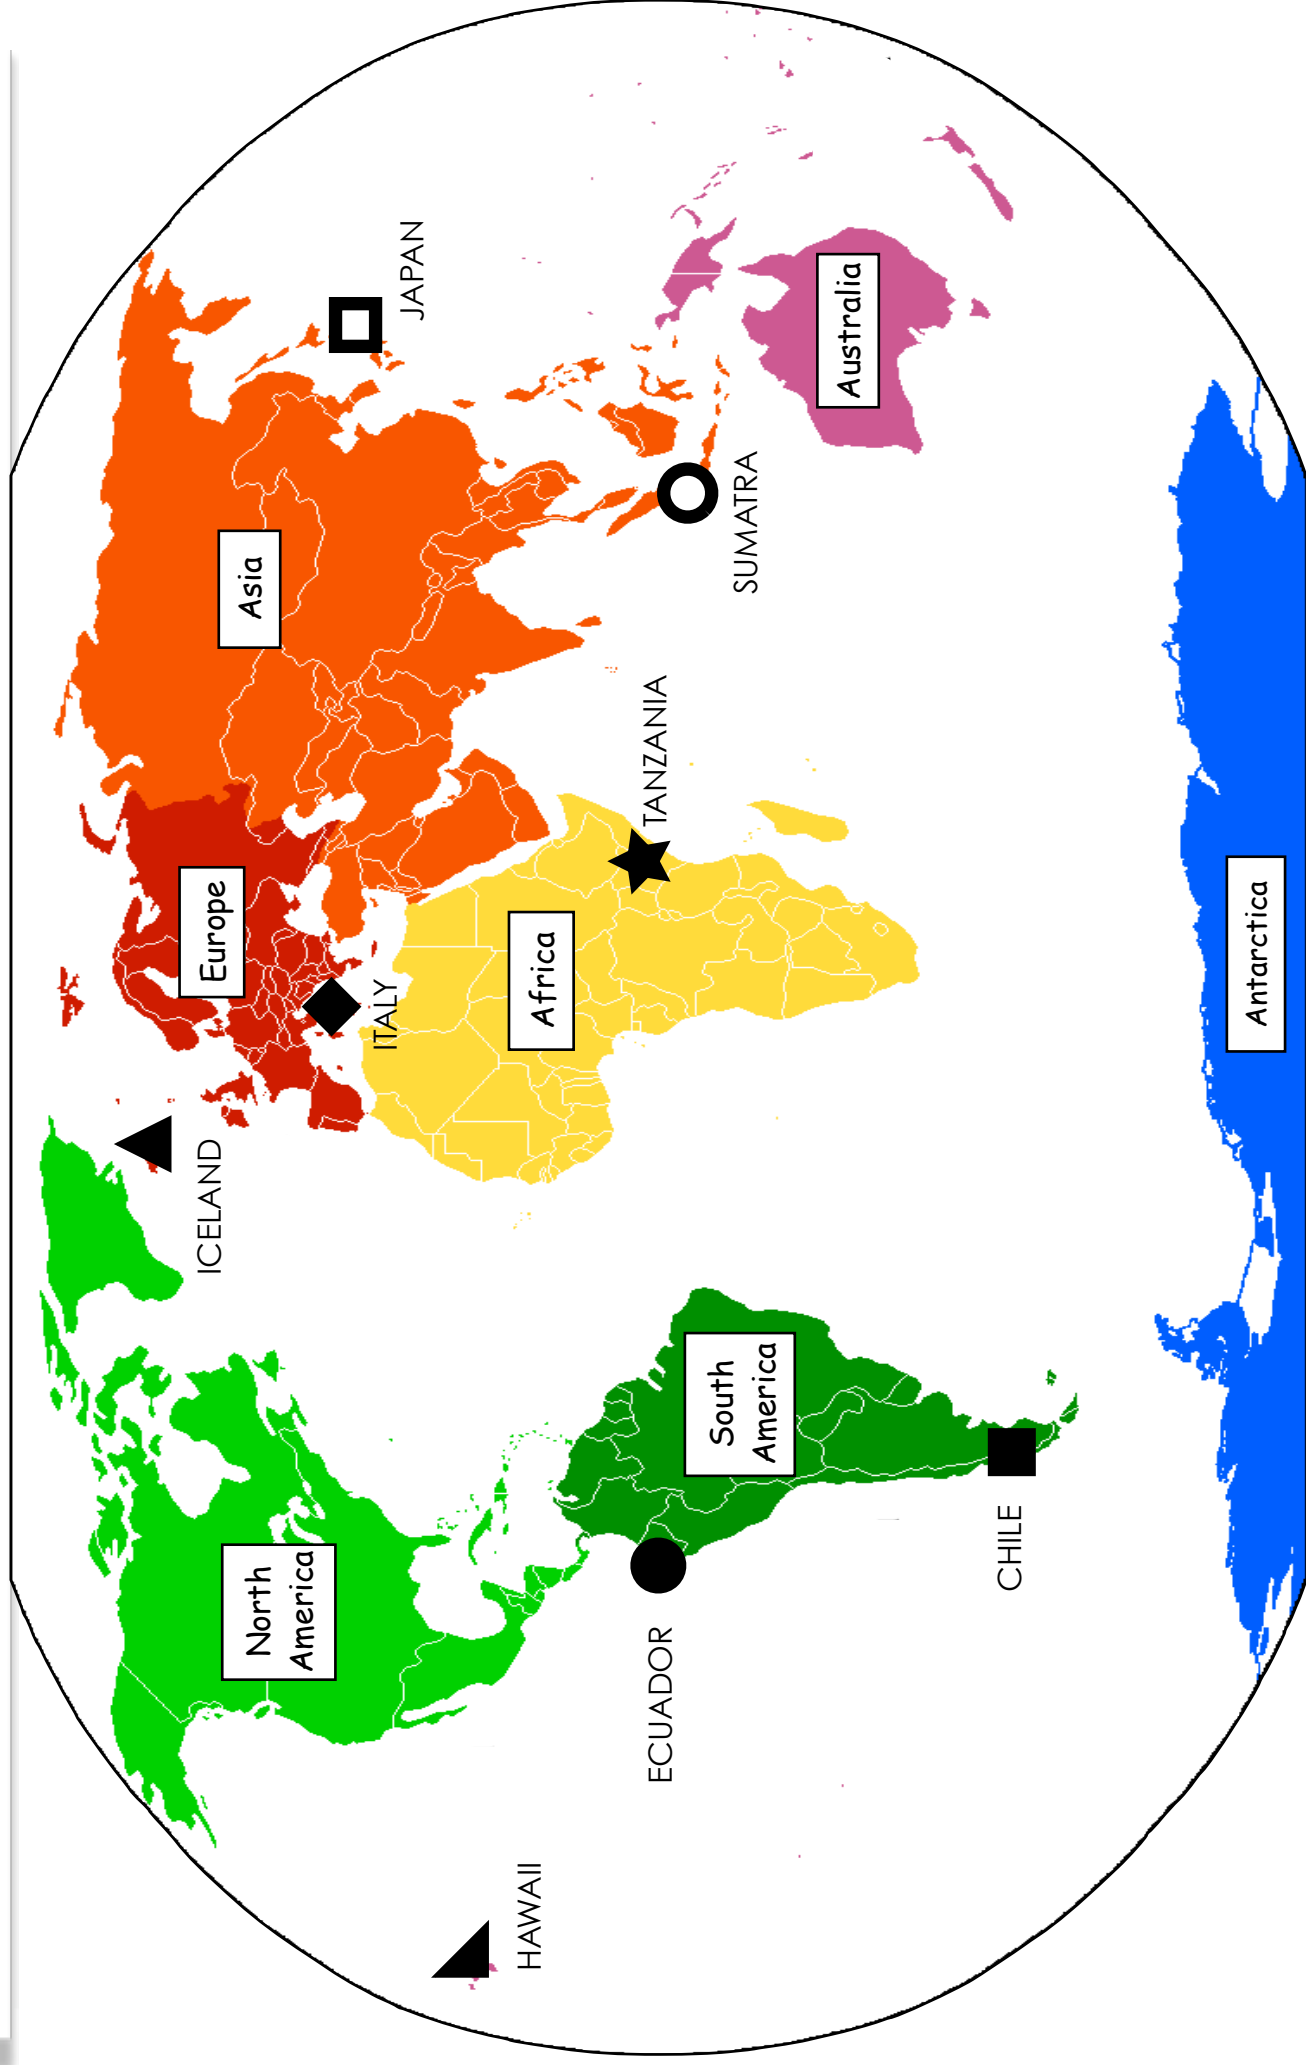 ICELAND
Europe
Asia
North
America
ITALY
JAPAN
HAWAII
Africa
TANZANIA
ECUADOR
South
America
SUMATRA
Australia
CHILE
Antarctica